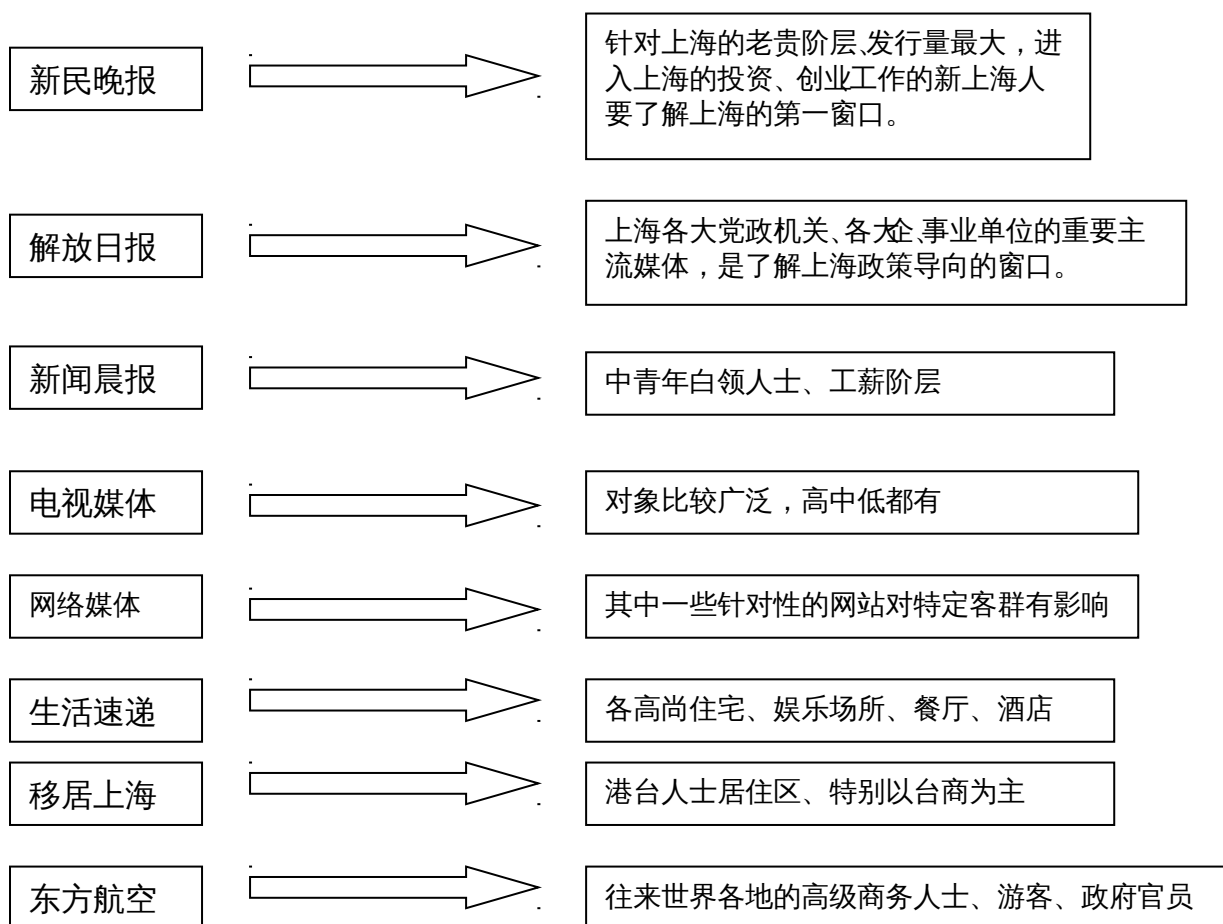 新民晚报
针对上海的老贵阶层、发行量最大，进
入上海的投资、创业、工作的新上海人
要了解上海的第一窗口。
解放日报
上海各大党政机关、各大企、事业单位的重要主
流媒体，是了解上海政策导向的窗口。
新闻晨报
中青年白领人士、工薪阶层
电视媒体
对象比较广泛，高中低都有
网络媒体
其中一些针对性的网站对特定客群有影响
生活速递
各高尚住宅、娱乐场所、餐厅、酒店
移居上海
港台人士居住区、特别以台商为主
东方航空
往来世界各地的高级商务人士、游客、政府官员